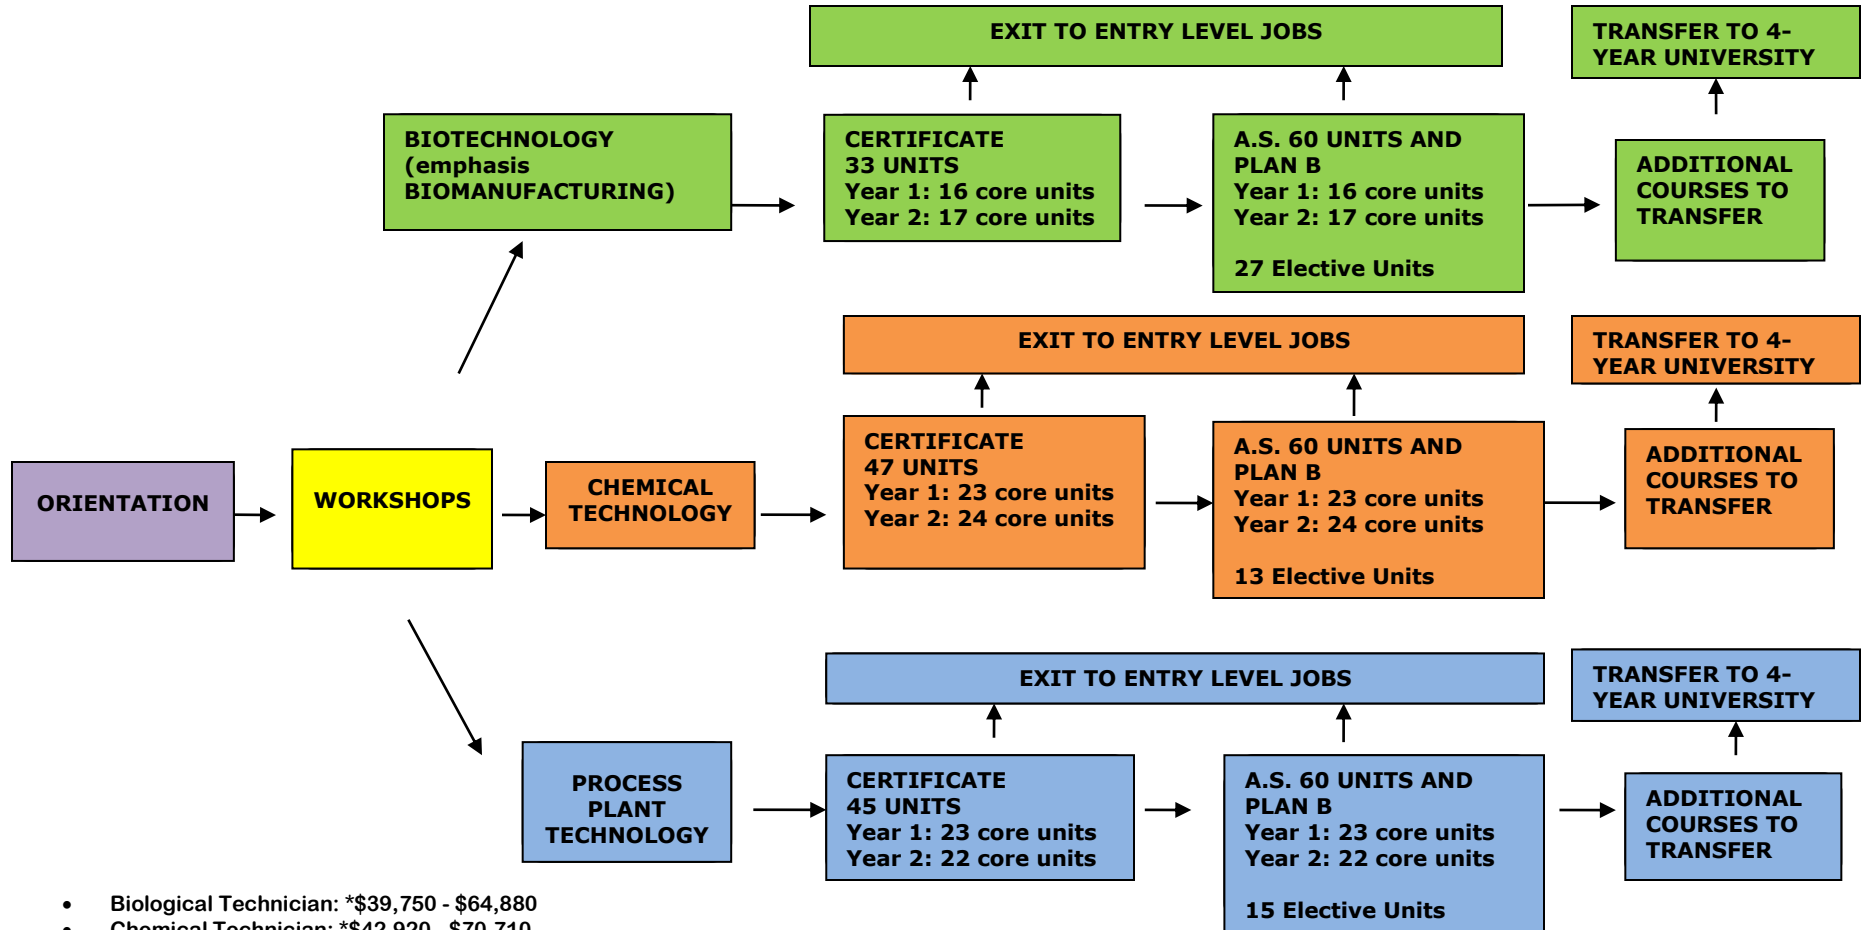 EXIT TO ENTRY LEVEL JOBS
TRANSFER TO 4-
YEAR UNIVERSITY
BIOTECHNOLOGY
(emphasis
BIOMANUFACTURING)
CERTIFICATE
33 UNITS
Year 1: 16 core units
Year 2: 17 core units
A.S. 60 UNITS AND
PLAN B
Year 1: 16 core units
Year 2: 17 core units
27 Elective Units
ADDITIONAL
COURSES TO
TRANSFER
EXIT TO ENTRY LEVEL JOBS
TRANSFER TO 4-
YEAR UNIVERSITY
ORIENTATION
WORKSHOPS
CHEMICAL
TECHNOLOGY
CERTIFICATE
47 UNITS
Year 1: 23 core units
Year 2: 24 core units
A.S. 60 UNITS AND
PLAN B
Year 1: 23 core units
Year 2: 24 core units
13 Elective Units
ADDITIONAL
COURSES TO
TRANSFER
EXIT TO ENTRY LEVEL JOBS
TRANSFER TO 4-
YEAR UNIVERSITY
PROCESS
PLANT
TECHNOLOGY
CERTIFICATE
45 UNITS
Year 1: 23 core units
Year 2: 22 core units
A.S. 60 UNITS AND
PLAN B
Year 1: 23 core units
Year 2: 22 core units
15 Elective Units
ADDITIONAL
COURSES TO
TRANSFER
• Biological Technician: *$39,750 - $64,880
• Chemical Technician: *$42,920 - $70,710